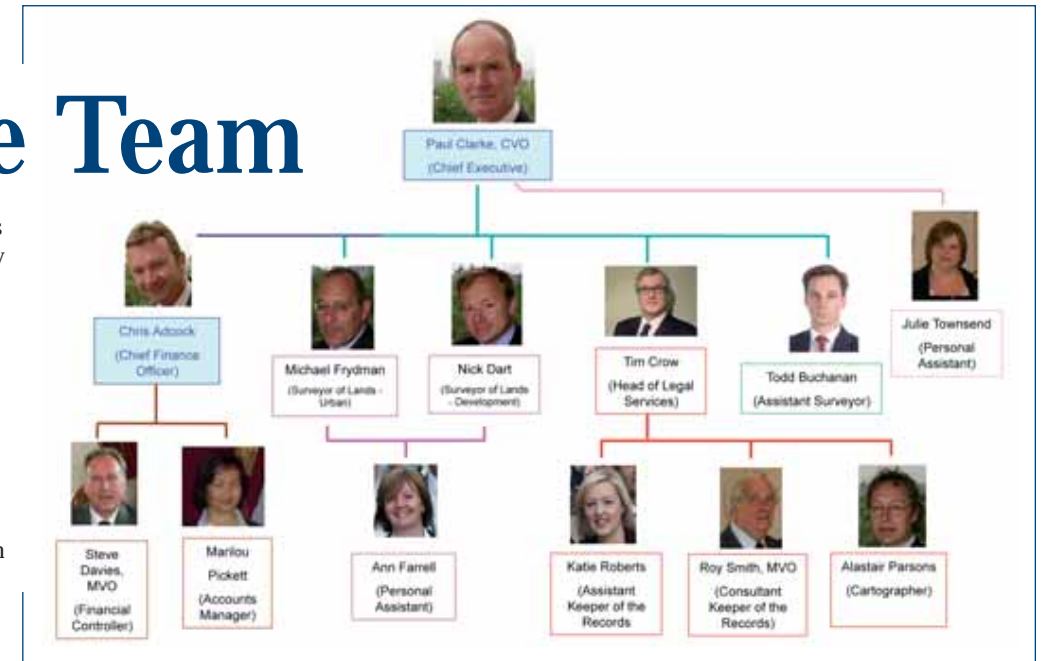 e Team
s
y
n
Paul Clarke, CVO
(Chief Executive)
Chris Adcock
(Chief Finance
Officer)
Michael Frydman
(Surveyor of Lands -
Urban)
Nick Dart
(Surveyor of Lands
- Development)
Tim Crow
(Head of Legal
Services)
Todd Buchanan
(Assistant Surveyor)
Julie Townsend
(Personal
Assistant)
Steve
Davies,
MVO
(Financial
Controller)
Marilou
Pickett
(Accounts
Manager)
Ann Farrell
(Personal
Assistant)
Katie Roberts
(Assistant
Keeper of the
Records
Roy Smith, MVO
(Consultant
Keeper of the
Records)
Alastair Parsons
(Cartographer)